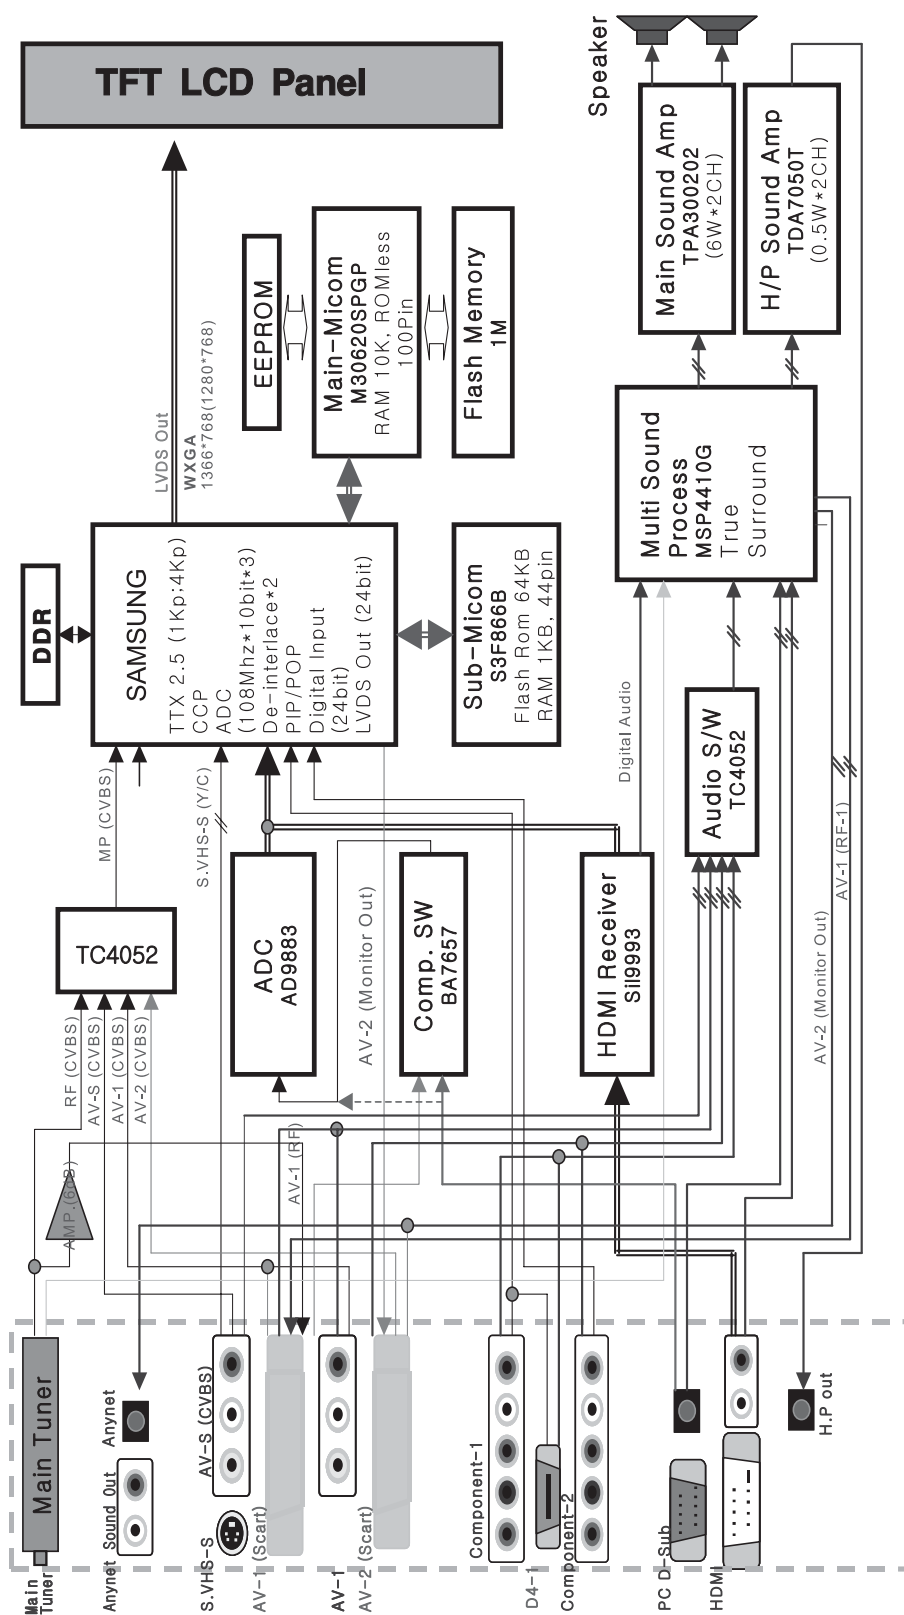 TFT LCD Panel
Speaker
Main Sound Amp
TPA300202
(6W*2CH)
H/P Sound Amp
TDA7050T
(0.5W*2CH)
EEPROM
Main-Micom
M30620SPGP
RAM 10K, ROMless
100Pin
Flash Memory
1M
LVDS Out
WXGA
1366*768(1280*768)
Multi Sound
Process
MSP4410G
True
Surround
DDR
SAMSUNG
TTX 2.5 (1Kp;4Kp)
CCP
ADC
(108Mhz*10bit*3)
De-interlace*2
PIP/POP
Digital Input
(24bit)
LVDS Out (24bit)
Sub-Micom
S3F866B
Flash Rom 64KB
RAM 1KB, 44pin
MP (CVBS)
S.VHS-S (Y/C)
Digital Audio
Audio S/W
TC4052
TC4052
ADC
AD9883
AV-2 (Monitor Out)
Comp. SW
BA7657
HDMI Receiver
SiI9993
AV-2 (Monitor Out)
AV-1 (RF-1)
RF (CVBS)
AV-S (CVBS)
AV-1 (CVBS)
AV-2 (CVBS)
AMP.(6dB)
AV-1 (RF)
Main Tuner
Main
Tuner
Anynet
Anynet Sound Out
AV-S (CVBS)
S.VHS-S
AV-1 (Scart)
AV-1
AV-2 (Scart)
Component-1
D4-1
Component-2
PC D-Sub
HDMI
H.P out